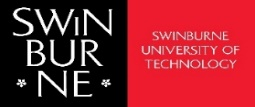 SWiN
BUR
* NE *
SWINBURNE
UNIVERSITY OF
TECHNOLOGY